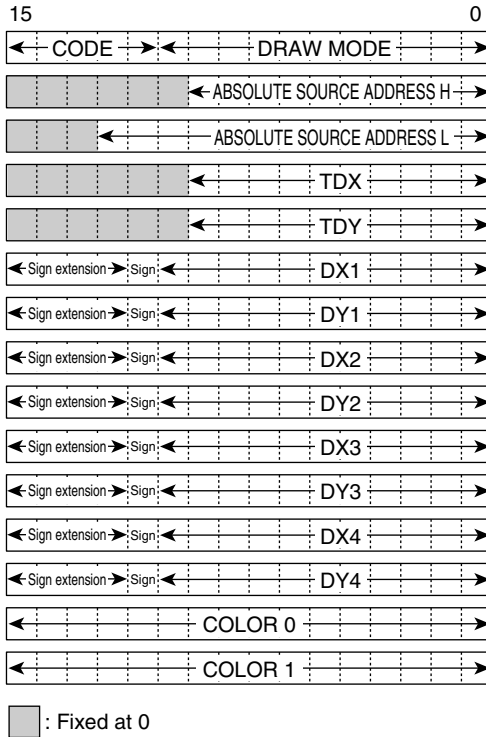 15 0
CODE DRAW MODE
ABSOLUTE SOURCE ADDRESS H
ABSOLUTE SOURCE ADDRESS L
TDX
TDY
Sign extension Sign DX1
Sign extension Sign DY1
Sign extension Sign DX2
Sign extension Sign DY2
Sign extension Sign DX3
Sign extension Sign DY3
Sign extension Sign DX4
Sign extension Sign DY4
COLOR 0
COLOR 1
: Fixed at 0